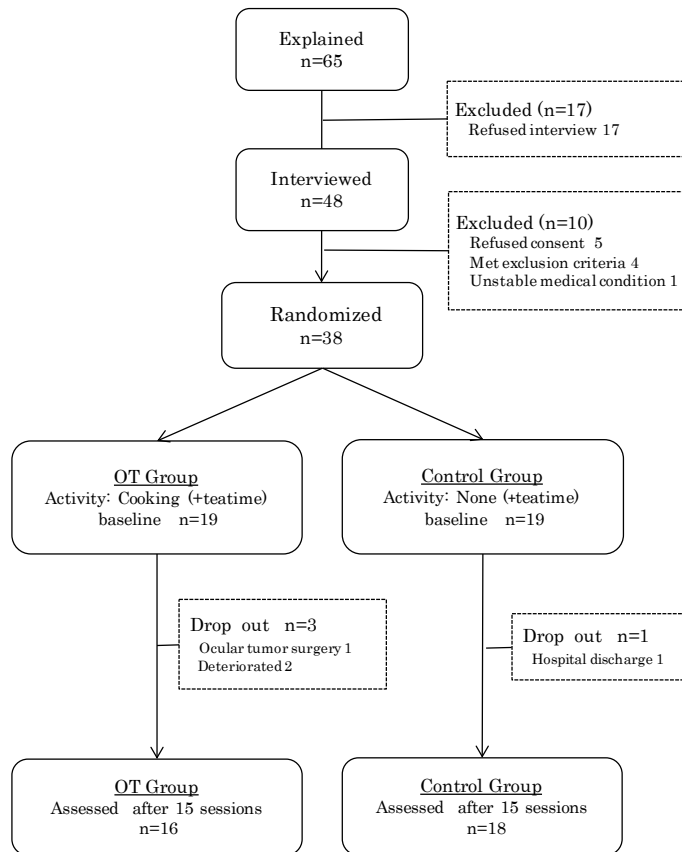 Explained
n=65
Excluded (n=17)
Refused interview 17
Interviewed
n=48
Excluded (n=10)
Refused consent 5
Met exclusion criteria 4
Unstable medical condition 1
Randomized
n=38
OT Group
Activity: Cooking (+teatime)
baseline n=19
Control Group
Activity: None (+teatime)
baseline n=19
Drop out n=3
Ocular tumor surgery 1
Deteriorated 2
Drop out n=1
Hospital discharge 1
OT Group
Assessed after 15 sessions
n=16
Control Group
Assessed after 15 sessions
n=18